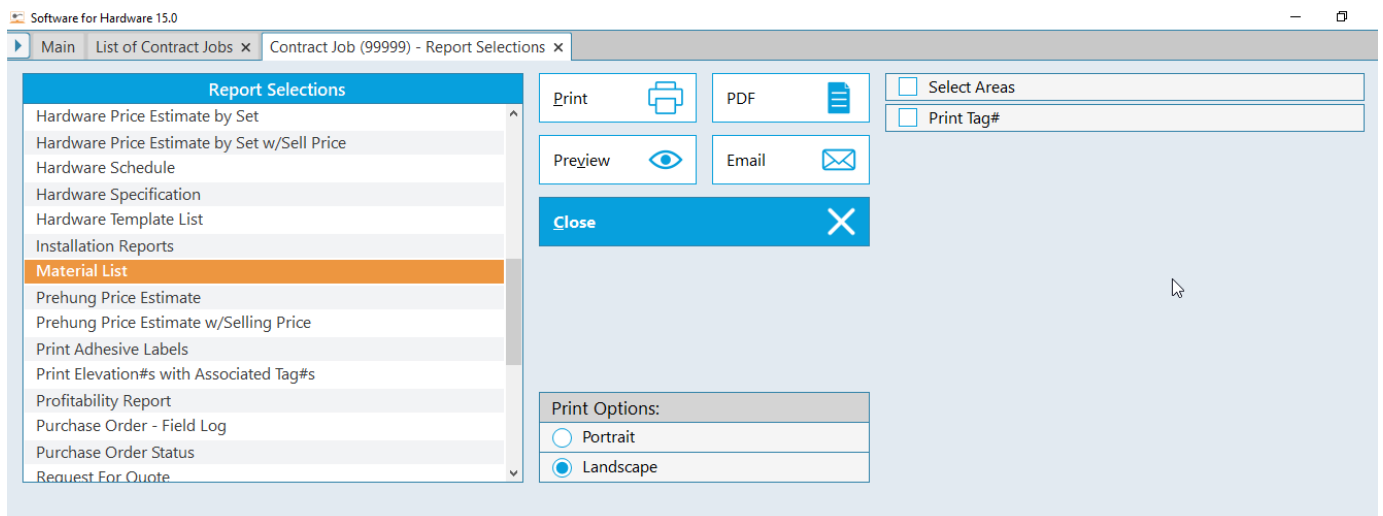 Software for Hardware 15.0
Main
List of Contract Jobs
Contract Job (99999) - Report Selections
Report Selections
Hardware Price Estimate by Set
Hardware Price Estimate by Set w/Sell Price
Hardware Schedule
Hardware Specification
Hardware Template List
Installation Reports
Material List
Prehung Price Estimate
Prehung Price Estimate w/Selling Price
Print Adhesive Labels
Print Elevation#s with Associated Tag#s
Profitability Report
Purchase Order - Field Log
Purchase Order Status
Request For Quote
Print
PDF
Preview
Email
Close
Print Options:
Portrait
Landscape
Select Areas
Print Tag#